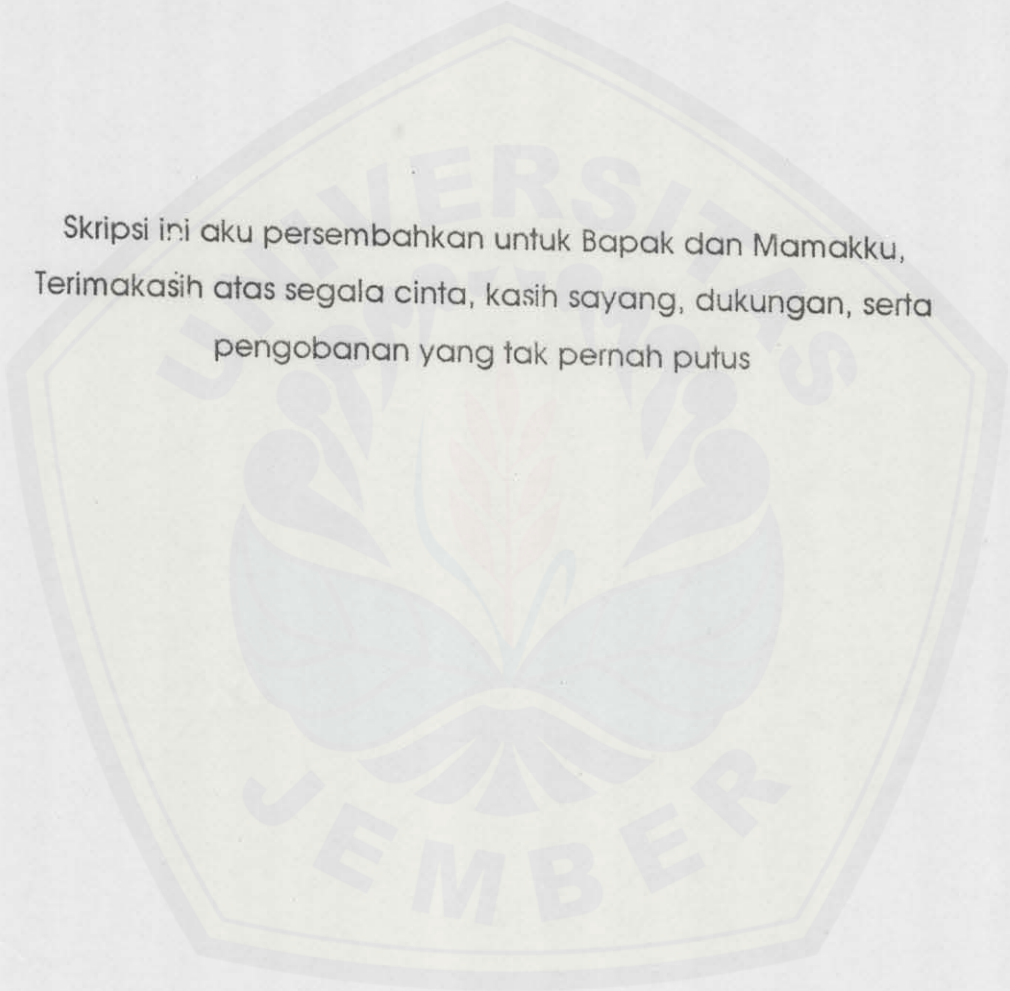 Skripsi ini aku persembahkan untuk Bapak dan Mamakku,
Terimakasih atas segala cinta, kasih sayang, dukungan, serta
pengobanan yang tak pernah putus
UNIVERSITAS
JEMBER